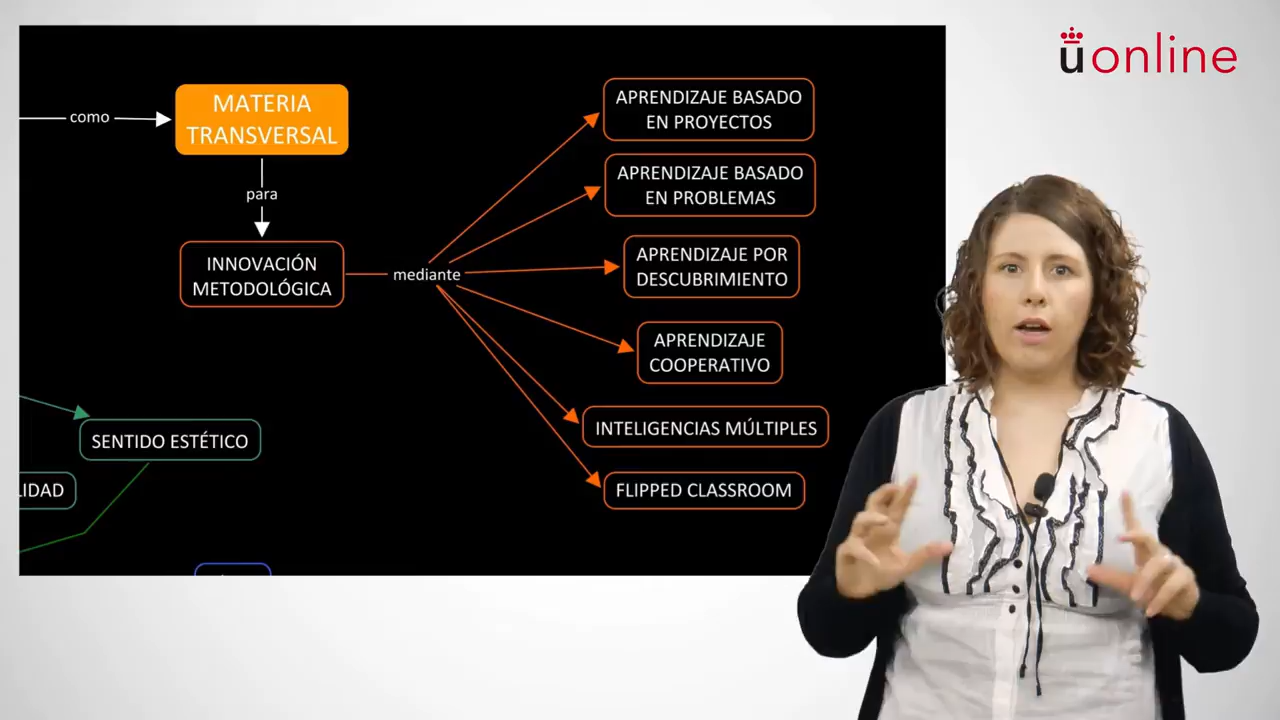 uonline
como
MATERIA
TRANSVERSAL
para
INNOVACIÓN
METODOLÓGICA
mediante
APRENDIZAJE BASADO
EN PROYECTOS
APRENDIZAJE BASADO
EN PROBLEMAS
APRENDIZAJE POR
DESCUBRIMIENTO
APRENDIZAJE
COOPERATIVO
INTELIGENCIAS MÚLTIPLES
FLIPPED CLASSROOM
SENTIDO ESTÉTICO
LIDAD